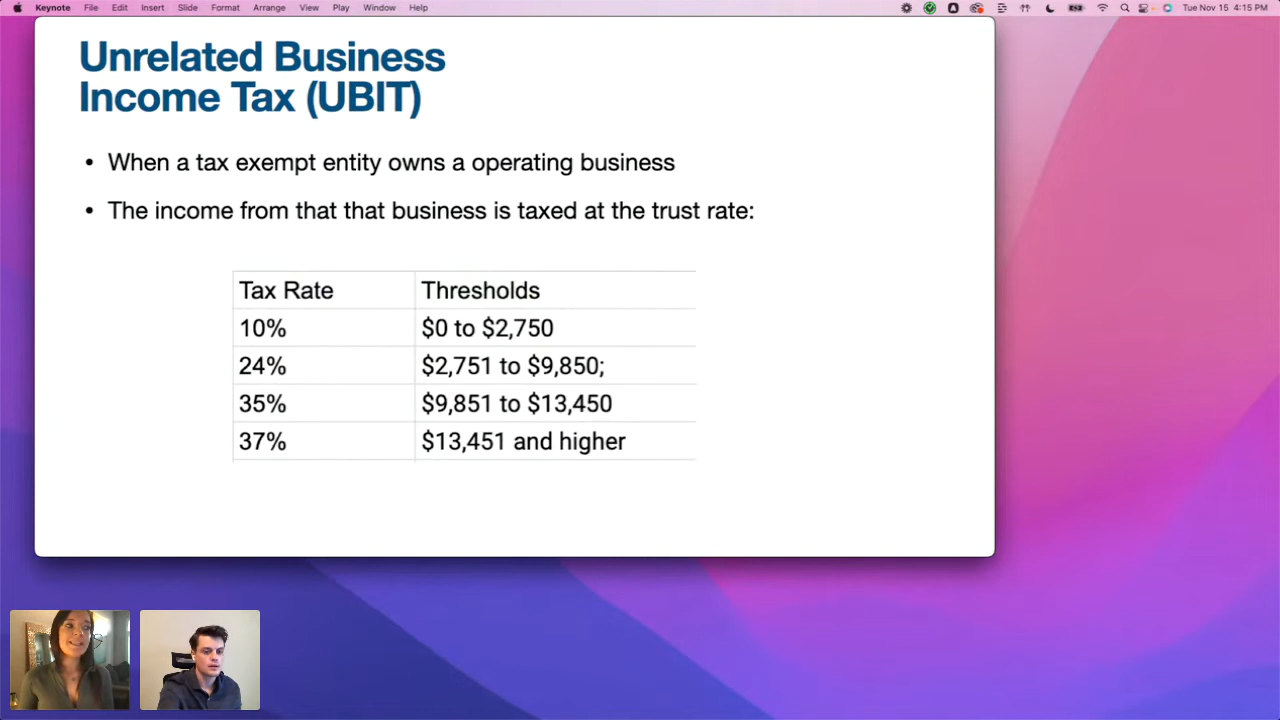 Keynote File Edit Insert Slide Format Arrange View Play Window Help Tue Nov 15 4:15 PM
Unrelated Business
Income Tax (UBIT)
• When a tax exempt entity owns a operating business
• The income from that that business is taxed at the trust rate:
Tax Rate Thresholds
10% $0 to $2,750
24% $2,751 to $9,850;
35% $9,851 to $13,450
37% $13,451 and higher